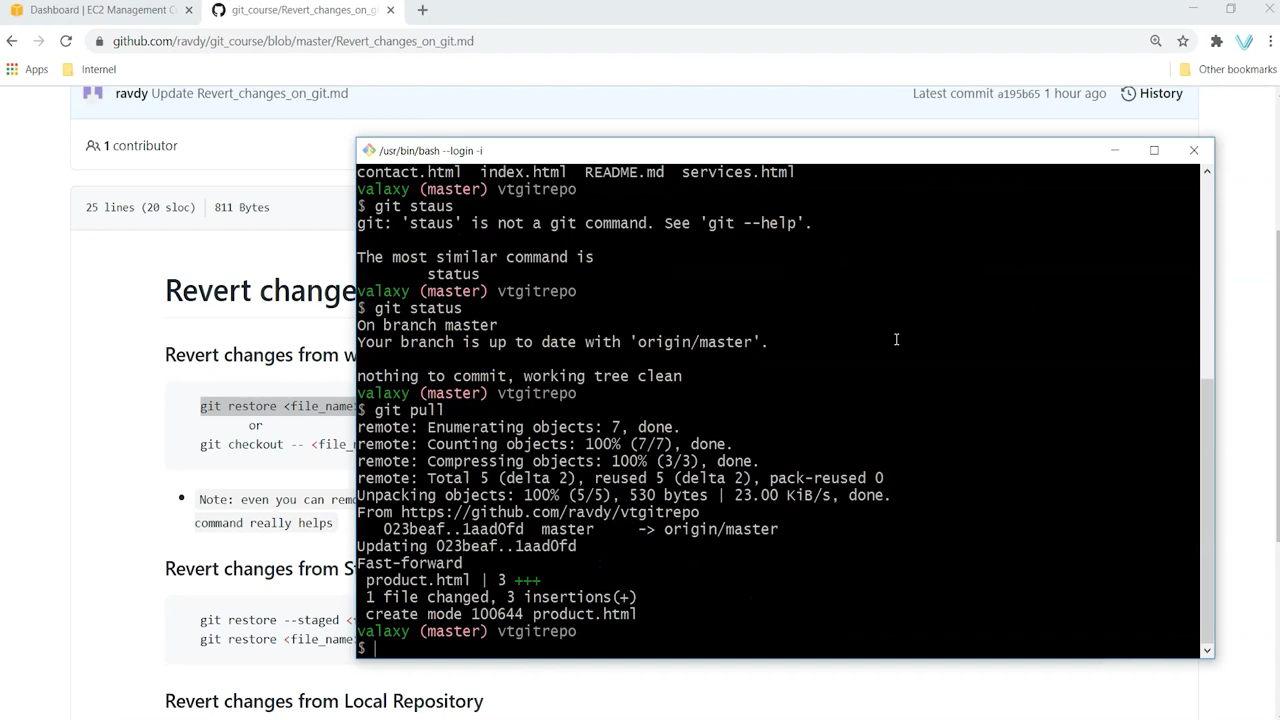 Dashboard | EC2 Management C
git_course/Revert_changes_on_g
github.com/ravdy/git_course/blob/master/Revert_changes_on_git.md
Apps
Internel
Other bookmarks
ravdy Update Revert_changes_on_git.md
Latest commit a195b65 1 hour ago
History
1 contributor
25 lines (20 sloc)
811 Bytes
Revert change
Revert changes from w
git restore <file_name
or
git checkout -- <file_n
Note: even you can rem
command really helps
Revert changes from S
git restore --staged <
git restore <file_name
Revert changes from Local Repository
/usr/bin/bash --login -i
contact.html index.html README.md services.html
valaxy (master) vtgitrepo
$ git staus
git: 'staus' is not a git command. See 'git --help'.
The most similar command is
status
valaxy (master) vtgitrepo
$ git status
On branch master
Your branch is up to date with 'origin/master'.
nothing to commit, working tree clean
valaxy (master) vtgitrepo
$ git pull
remote: Enumerating objects: 7, done.
remote: Counting objects: 100% (7/7), done.
remote: Compressing objects: 100% (3/3), done.
remote: Total 5 (delta 2), reused 5 (delta 2), pack-reused 0
Unpacking objects: 100% (5/5), 530 bytes | 23.00 KiB/s, done.
From https://github.com/ravdy/vtgitrepo
023beaf..1aad0fd master -> origin/master
Updating 023beaf..1aad0fd
Fast-forward
product.html | 3 +++
1 file changed, 3 insertions(+)
create mode 100644 product.html
valaxy (master) vtgitrepo
$